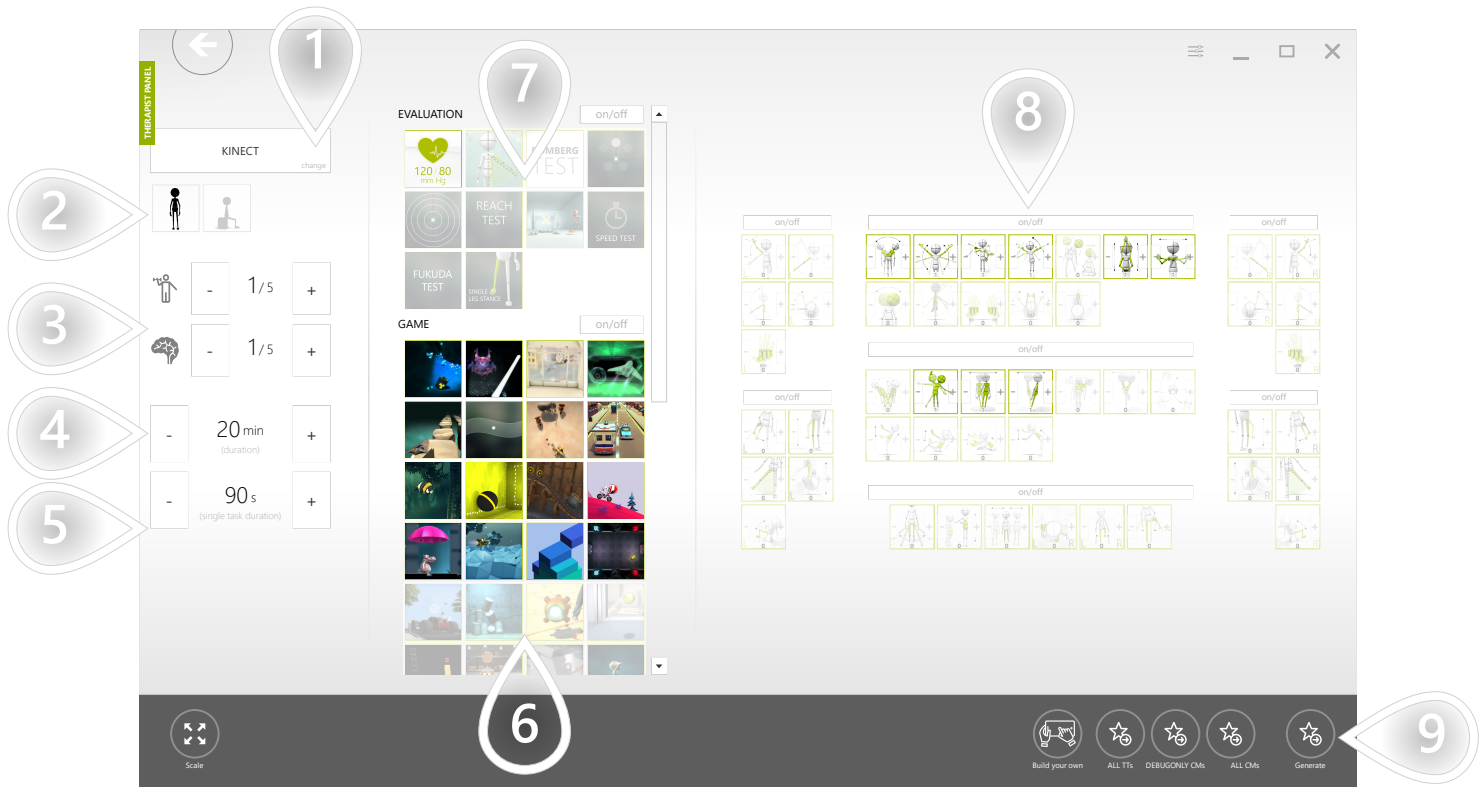 1
7
8
THERAPIST PANEL
EVALUATION
on/off
KINECT
change
120/80
mm Hg
TEST
2
REACH
TEST
SPEED TEST
on/off
on/off
on/off
- 1/5 +
FUKUDA
TEST
SINGLE
LEG STANCE
3
- 1/5 +
GAME
on/off
on/off
4
- 20 min +
(duration)
on/off
on/off
5
- 90 s +
(single task duration)
on/off
6
9
Scale
Build your own
ALL TTs
DEBUGONLY CMs
ALL CMs
Generate